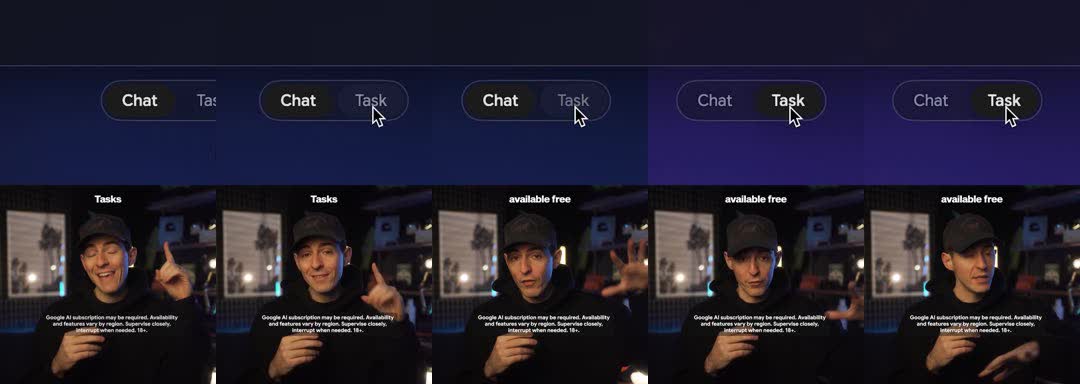 Chat Tas
Chat Task
Chat Task
Chat Task
Chat Task
Tasks
Google AI subscription may be required. Availability
and features vary by region. Supervise closely,
interrupt when needed. 18+.
Tasks
Google AI subscription may be required. Availability
and features vary by region. Supervise closely,
interrupt when needed. 18+.
available free
Google AI subscription may be required. Availability
and features vary by region. Supervise closely,
interrupt when needed. 18+.
available free
Google AI subscription may be required. Availability
and features vary by region. Supervise closely,
interrupt when needed. 18+.
available free
Google AI subscription may be required. Availability
and features vary by region. Supervise closely,
interrupt when needed. 18+.